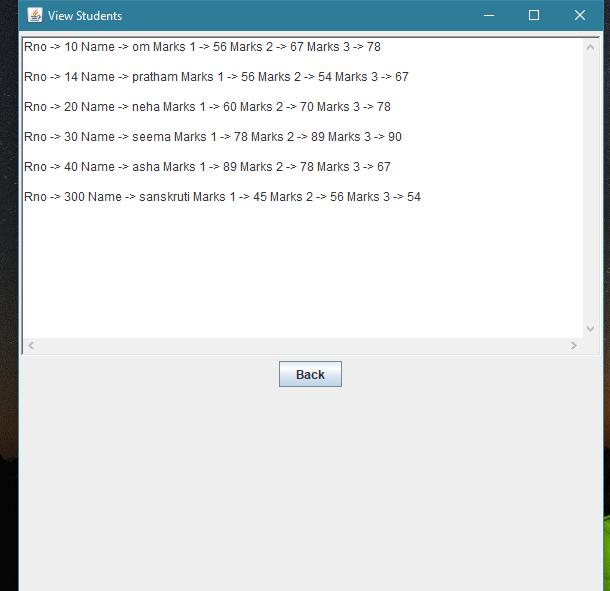 View Students
Rno -> 10 Name -> om Marks 1 -> 56 Marks 2 -> 67 Marks 3 -> 78
Rno -> 14 Name -> pratham Marks 1 -> 56 Marks 2 -> 54 Marks 3 -> 67
Rno -> 20 Name -> neha Marks 1 -> 60 Marks 2 -> 70 Marks 3 -> 78
Rno -> 30 Name -> seema Marks 1 -> 78 Marks 2 -> 89 Marks 3 -> 90
Rno -> 40 Name -> asha Marks 1 -> 89 Marks 2 -> 78 Marks 3 -> 67
Rno -> 300 Name -> sanskruti Marks 1 -> 45 Marks 2 -> 56 Marks 3 -> 54
Back